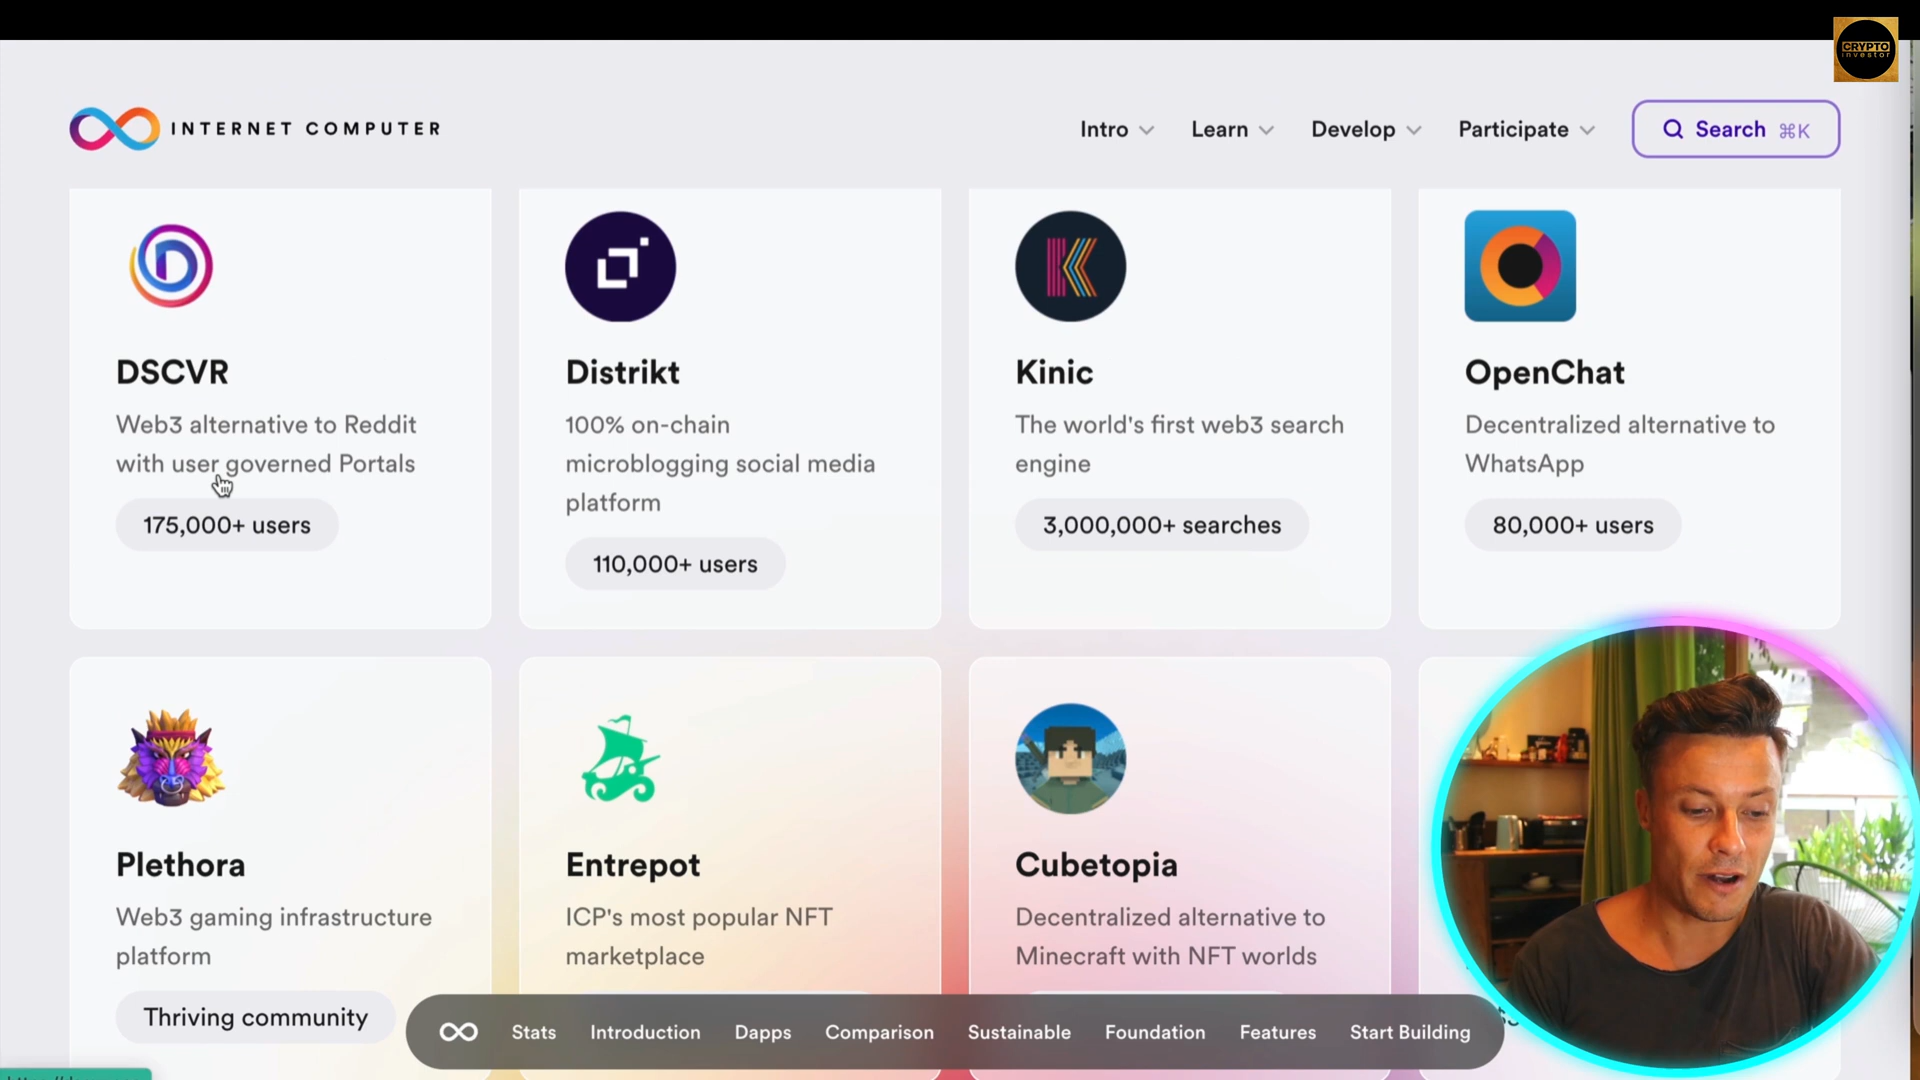 CRYPTO
investor
INTERNET COMPUTER
Intro
Learn
Develop
Participate
Search ⌘K
DSCVR
Web3 alternative to Reddit
with user governed Portals
175,000+ users
Distrikt
100% on-chain
microblogging social media
platform
110,000+ users
Kinic
The world's first web3 search
engine
3,000,000+ searches
OpenChat
Decentralized alternative to
WhatsApp
80,000+ users
Plethora
Web3 gaming infrastructure
platform
Thriving community
Entrepot
ICP's most popular NFT
marketplace
Cubetopia
Decentralized alternative to
Minecraft with NFT worlds
Stats
Introduction
Dapps
Comparison
Sustainable
Foundation
Features
Start Building